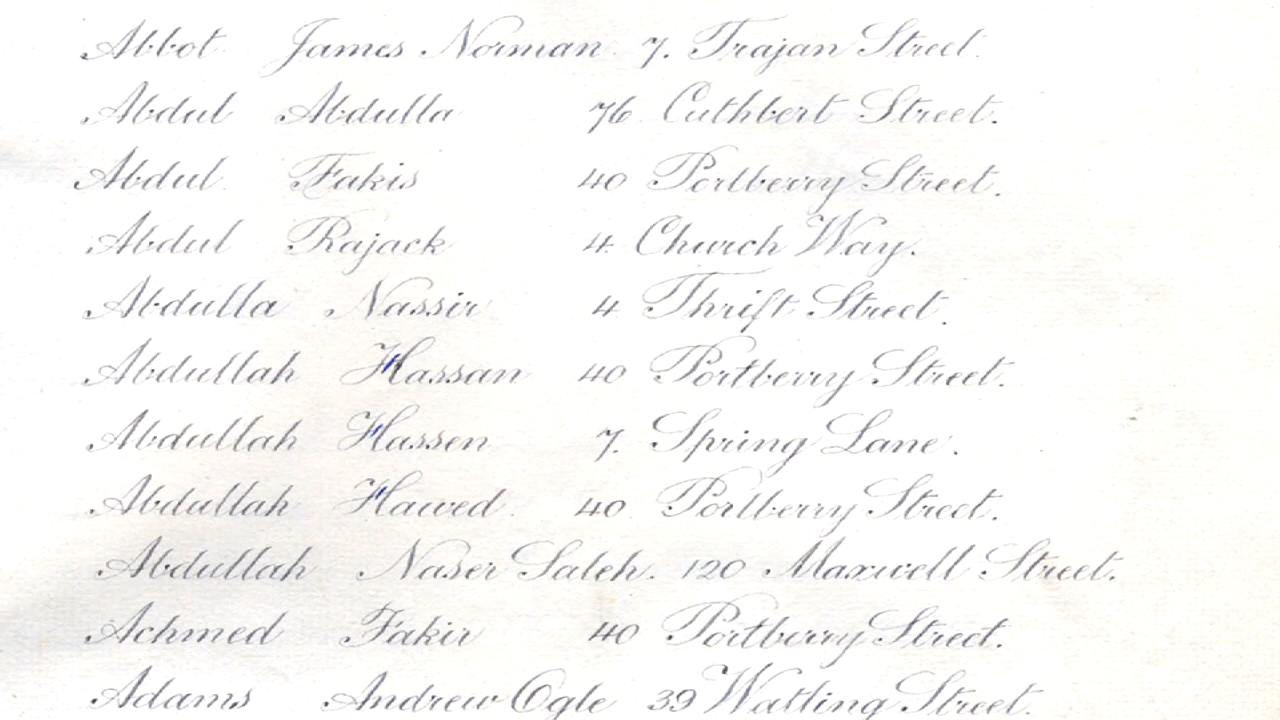 Abbot James Norman 7. Trajan Street.
Abdul Abdulla 76 Cuthbert Street.
Abdul Fakis 40 Portberry Street.
Abdul Rajack 4. Church Way.
Abdulla Nassir 4 Thrift Street.
Abdullah Hassan 40 Portberry Street.
Abdullah Hassen 7. Spring Lane.
Abdullah Hawed 40 Portberry Street.
Abdullah Naser Saleh. 120 Maxwell Street.
Achmed Fakir 40 Portberry Street.
Adams Andrew Ogle 39 Watling Street.